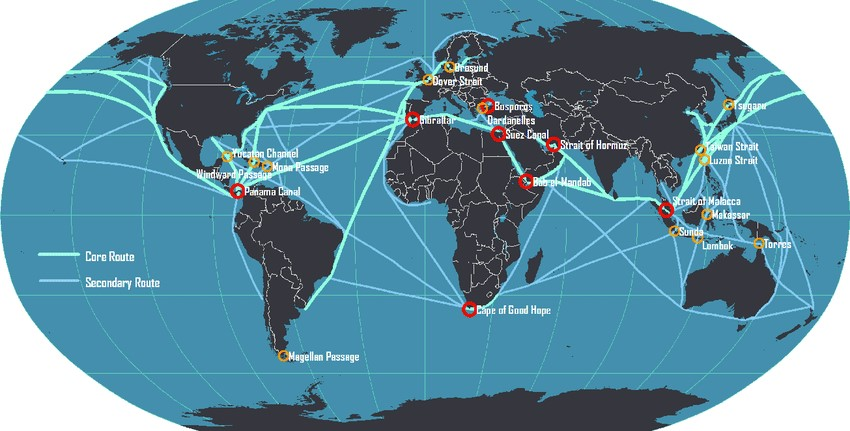 Oresund
Dover Strait
Bosporus
Tsugaru
Gibraltar
Dardanelles
Suez Canal
Strait of Hormuz
Taiwan Strait
Luzon Strait
Yucatan Channel
Mona Passage
Windward Passage
Bab el-Mandab
Panama Canal
Strait of Malacca
Makassar
Sunda
Lombok
Torres
Core Route
Secondary Route
Cape of Good Hope
Magellan Passage